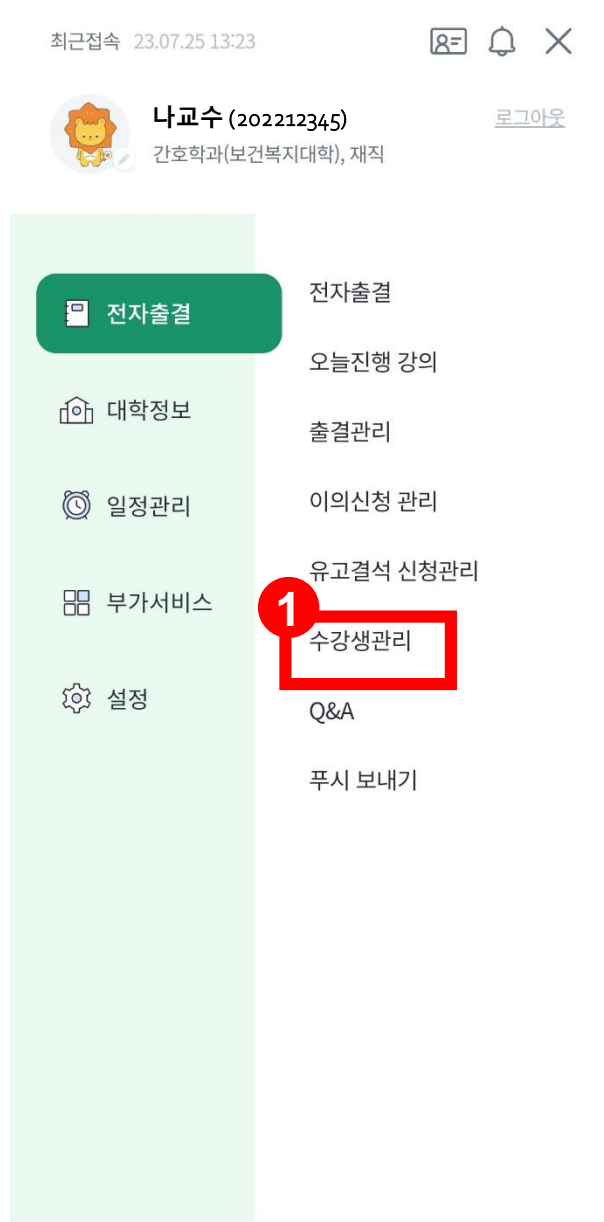 최근접속 23.07.25 13:23
나교수 (202212345)
로그아웃
간호학과(보건복지대학), 재직
전자출결
대학정보
일정관리
부가서비스
설정
전자출결
오늘진행 강의
출결관리
이의신청 관리
유고결석 신청관리
1
수강생관리
Q&A
푸시 보내기